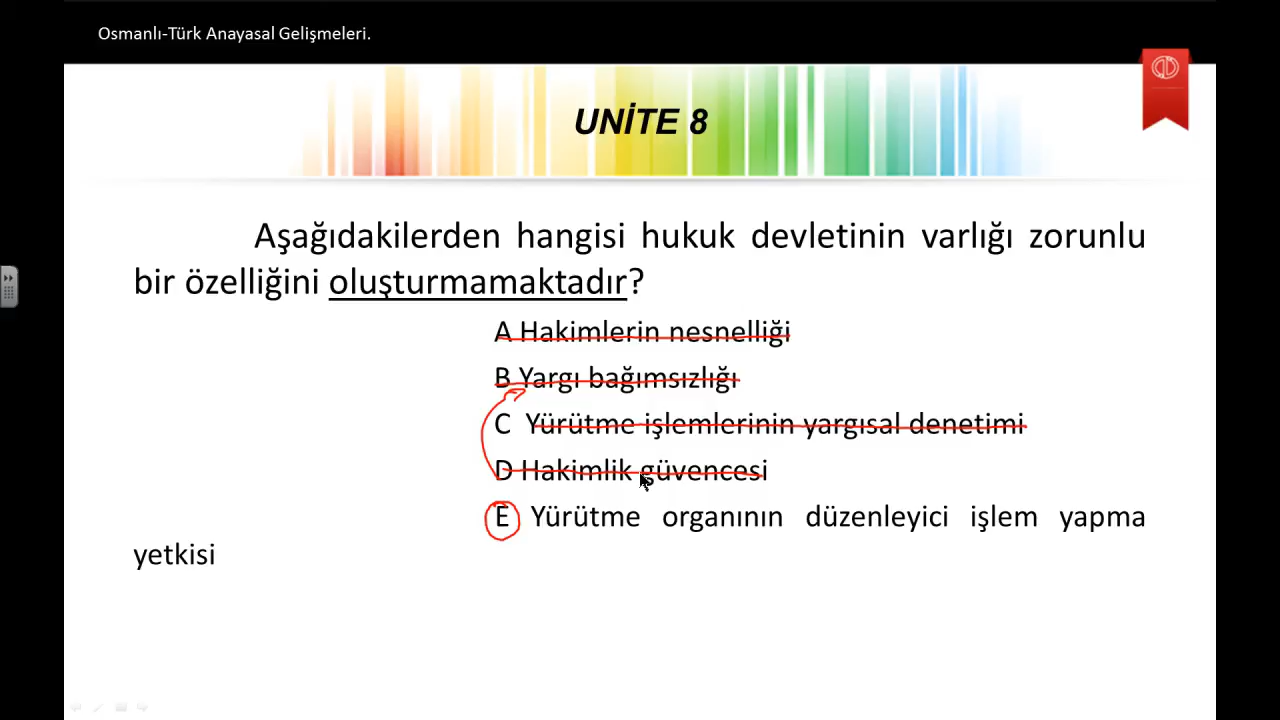 Osmanlı-Türk Anayasal Gelişmeleri.
UNİTE 8
Aşağıdakilerden hangisi hukuk devletinin varlığı zorunlu
bir özelliğini oluşturmamaktadır?
A Hakimlerin nesnelliği
B Yargı bağımsızlığı
C Yürütme işlemlerinin yargısal denetimi
D Hakimlik güvencesi
E Yürütme organının düzenleyici işlem yapma
yetkisi